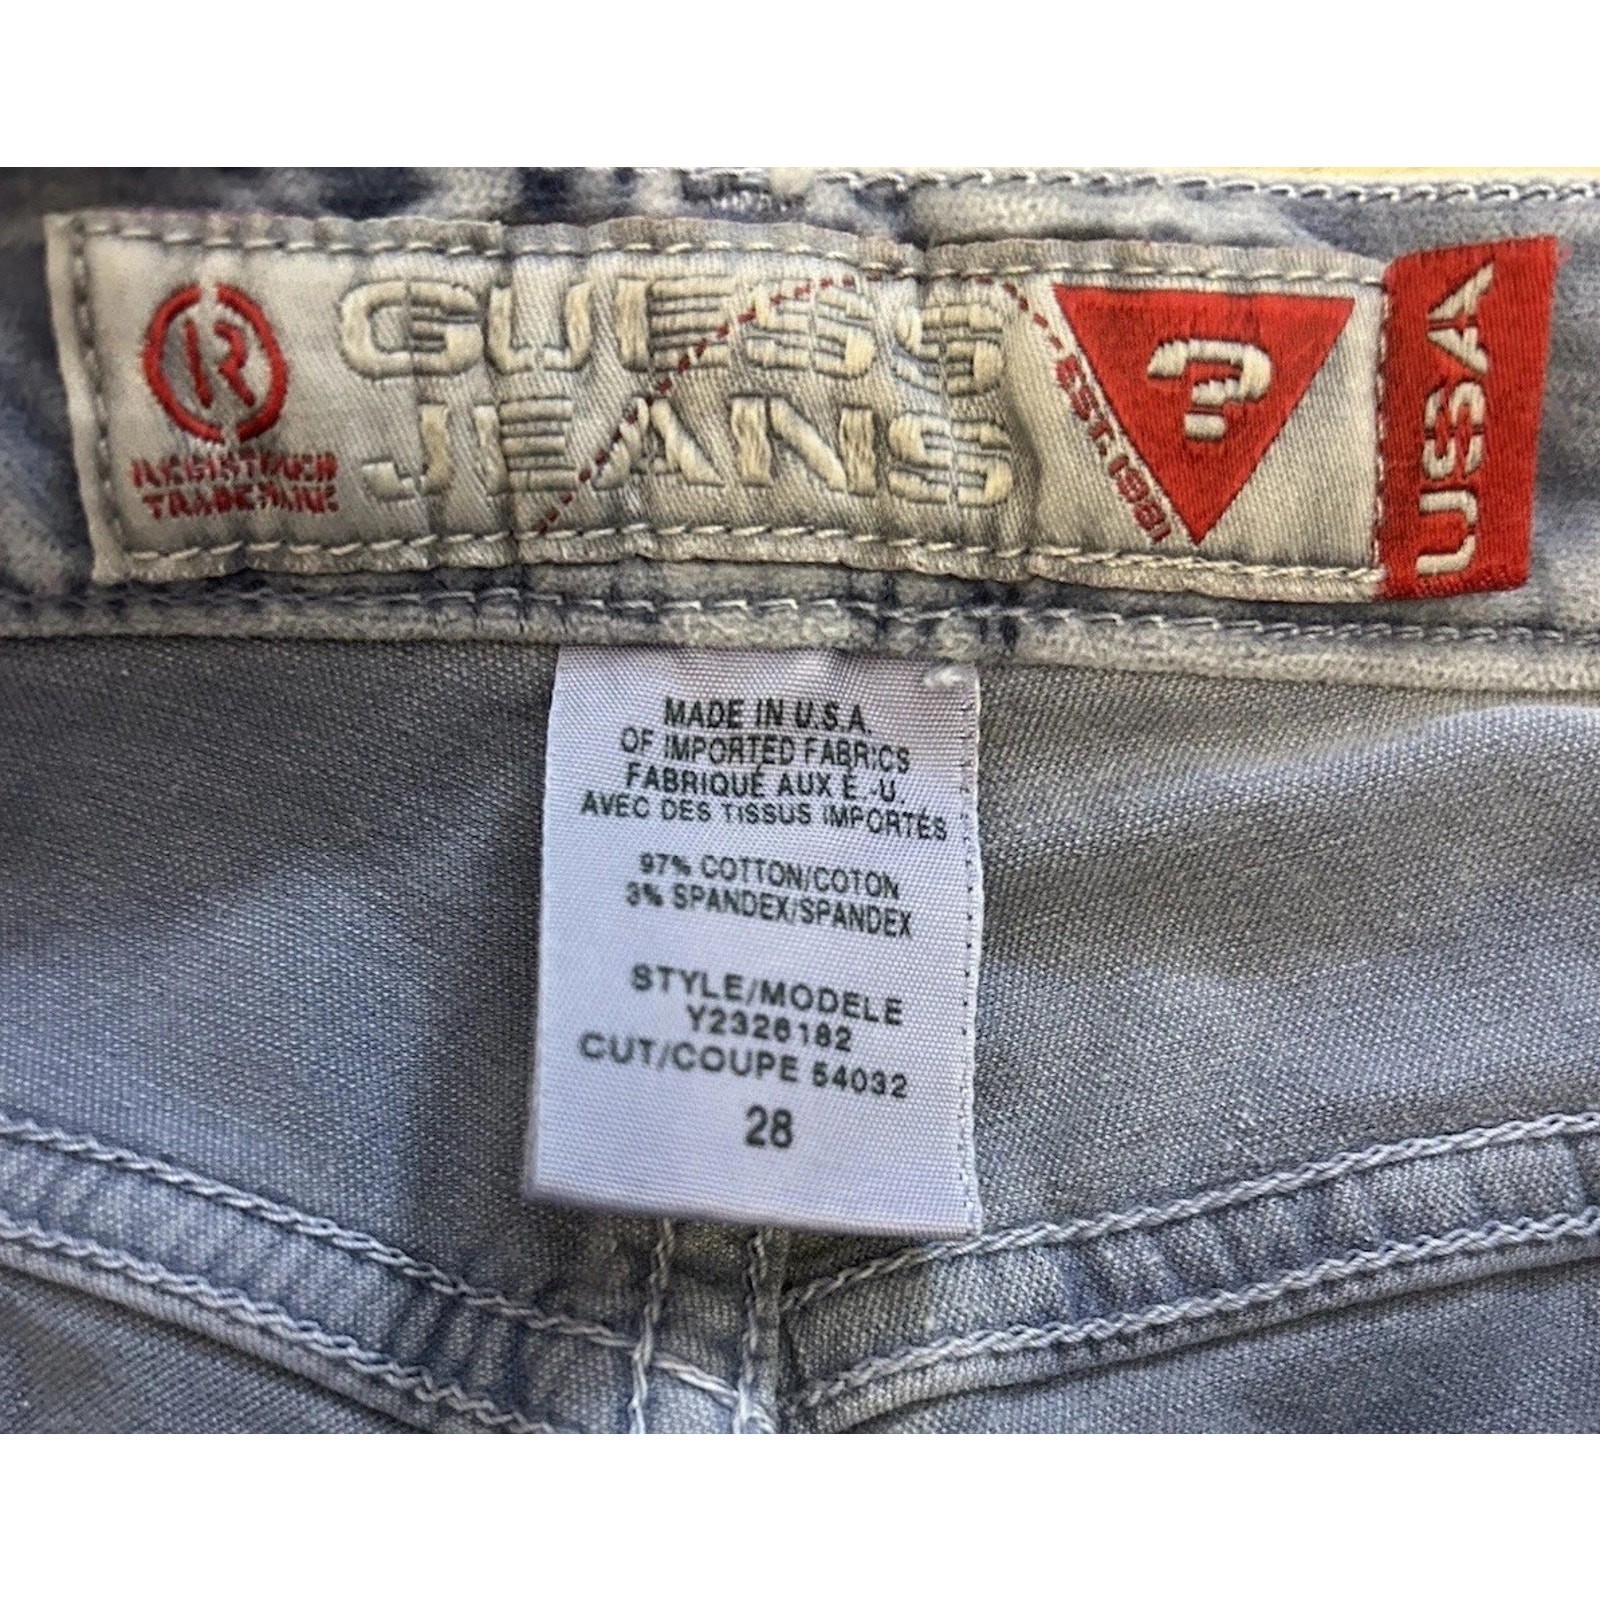 R
REGISTERED
TRADEMARK
GUESS
JEANS
?
EST. 1981
USA
MADE IN U.S.A.
OF IMPORTED FABRICS
FABRIQUÉ AUX É.-U.
AVEC DES TISSUS IMPORTÉS
97% COTTON/COTON
3% SPANDEX/SPANDEX
STYLE/MODELE
Y2326182
CUT/COUPE 54032
28